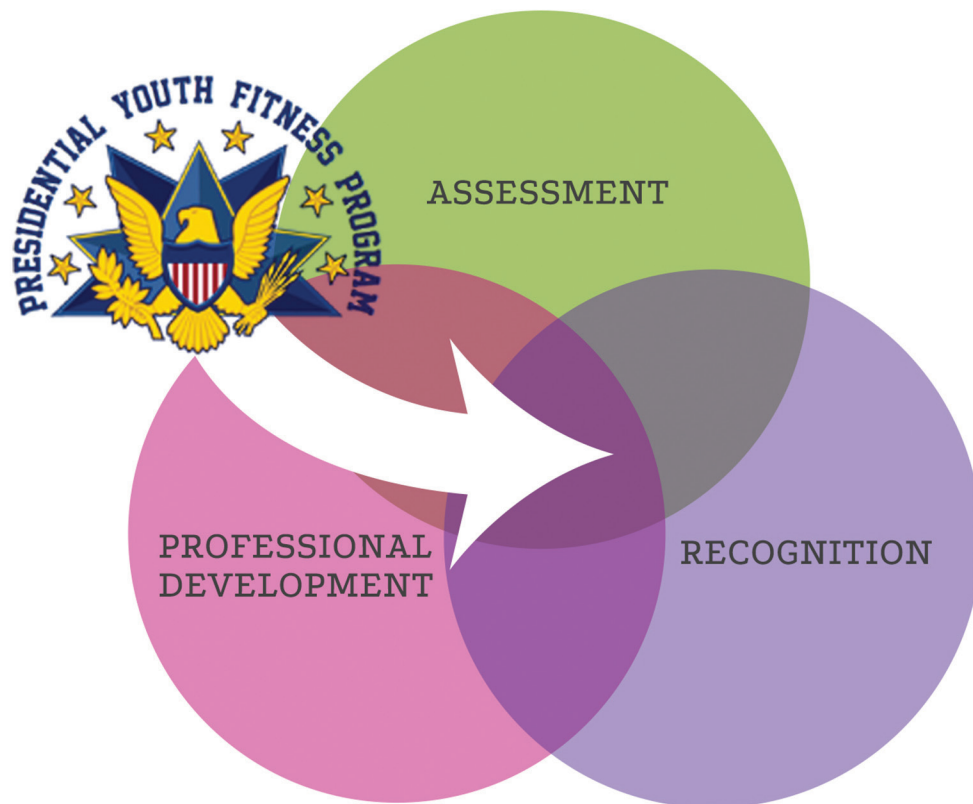 PRESIDENTIAL YOUTH FITNESS PROGRAM
ASSESSMENT
PROFESSIONAL
DEVELOPMENT
RECOGNITION